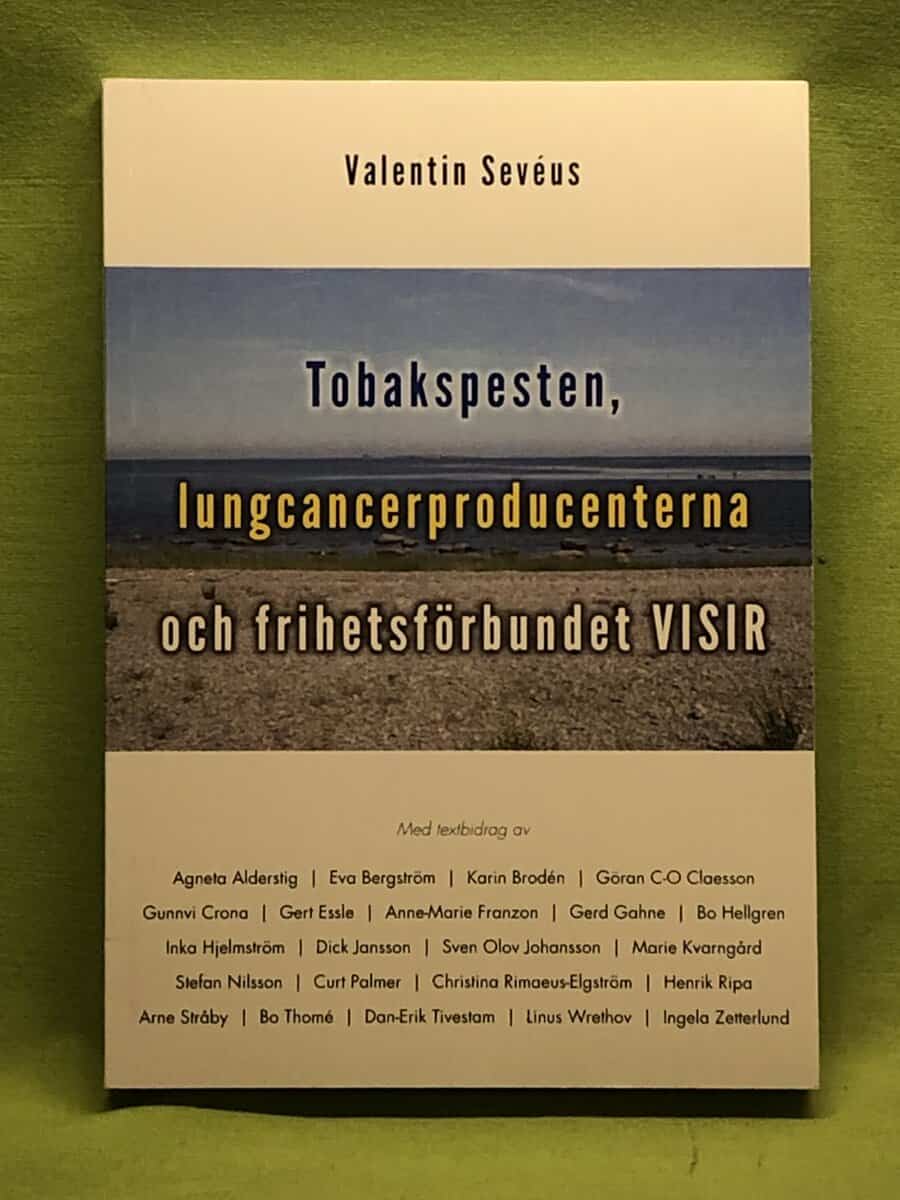 Valentin Sevéus
Tobakspesten,
lungcancerproducenterna
och frihetsförbundet VISIR
Med textbidrag av
Agneta Alderstig | Eva Bergström | Karin Brodén | Göran C-O Claesson
Gunnvi Crona | Gert Essle | Anne-Marie Franzon | Gerd Gahne | Bo Hellgren
Inka Hjelmström | Dick Jansson | Sven Olov Johansson | Marie Kvarngård
Stefan Nilsson | Curt Palmer | Christina Rimaeus-Elgström | Henrik Ripa
Arne Stråby | Bo Thomé | Dan-Erik Tivestam | Linus Wrethov | Ingela Zetterlund